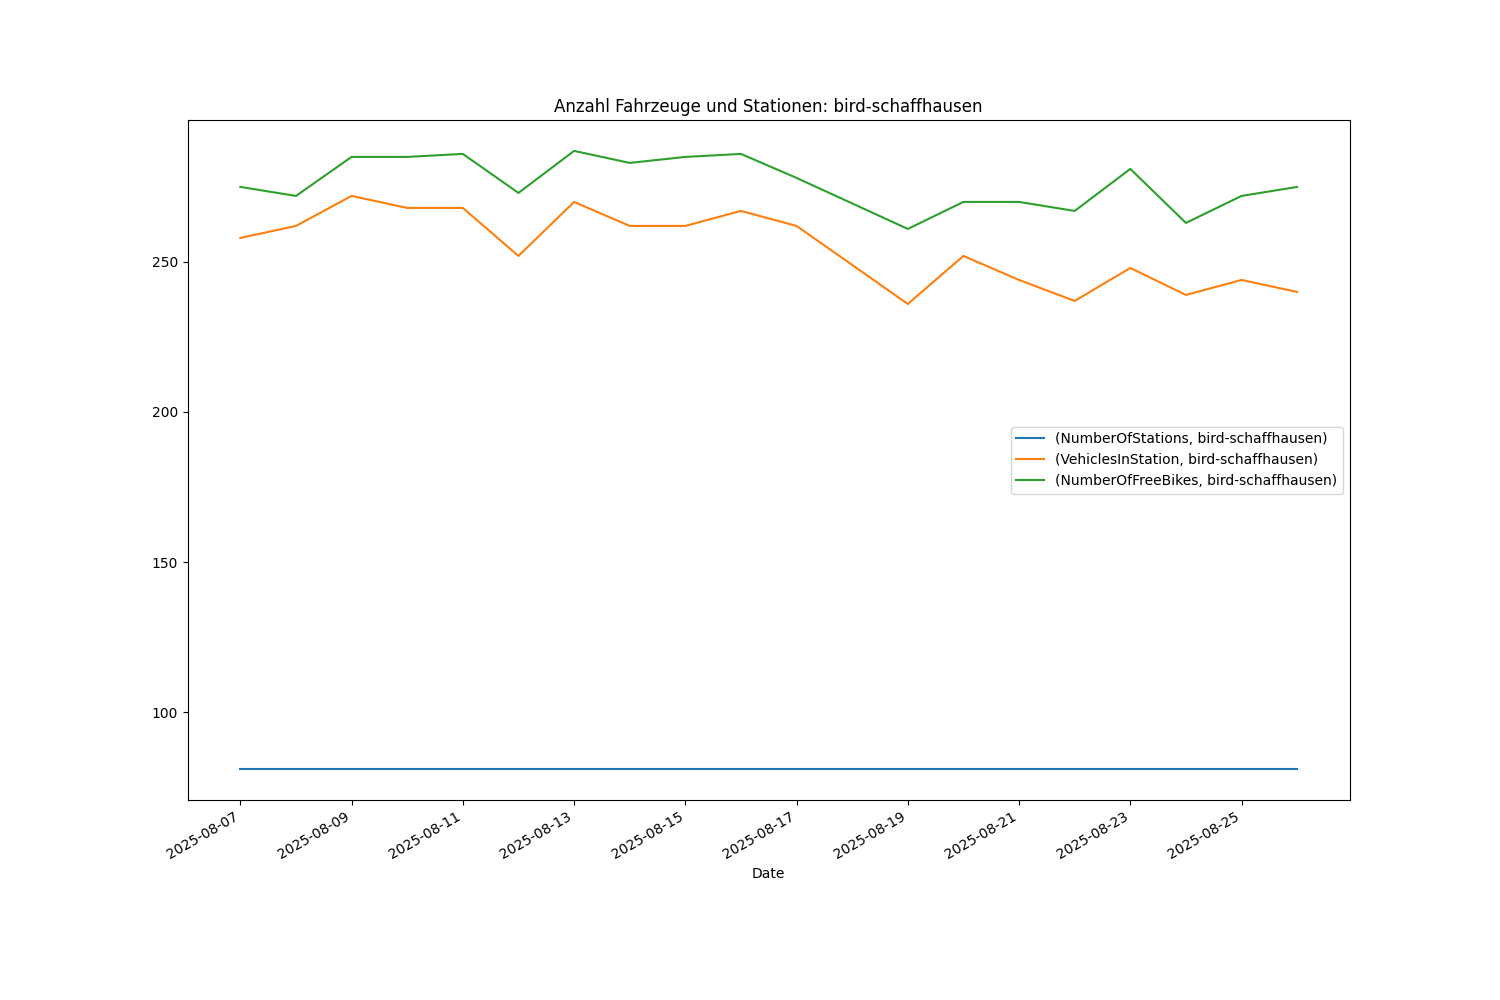 Anzahl Fahrzeuge und Stationen: bird-schaffhausen
250
200
150
100
(NumberOfStations, bird-schaffhausen)
(VehiclesInStation, bird-schaffhausen)
(NumberOfFreeBikes, bird-schaffhausen)
2025-08-07
2025-08-09
2025-08-11
2025-08-13
2025-08-15
2025-08-17
2025-08-19
2025-08-21
2025-08-23
2025-08-25
Date